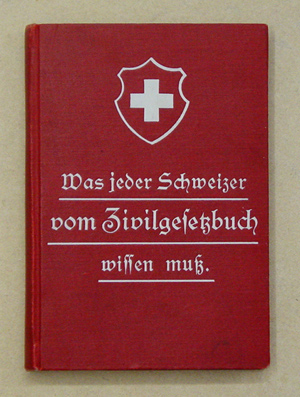 Was jeder Schweizer
vom Zivilgesetzbuch
wissen muß.